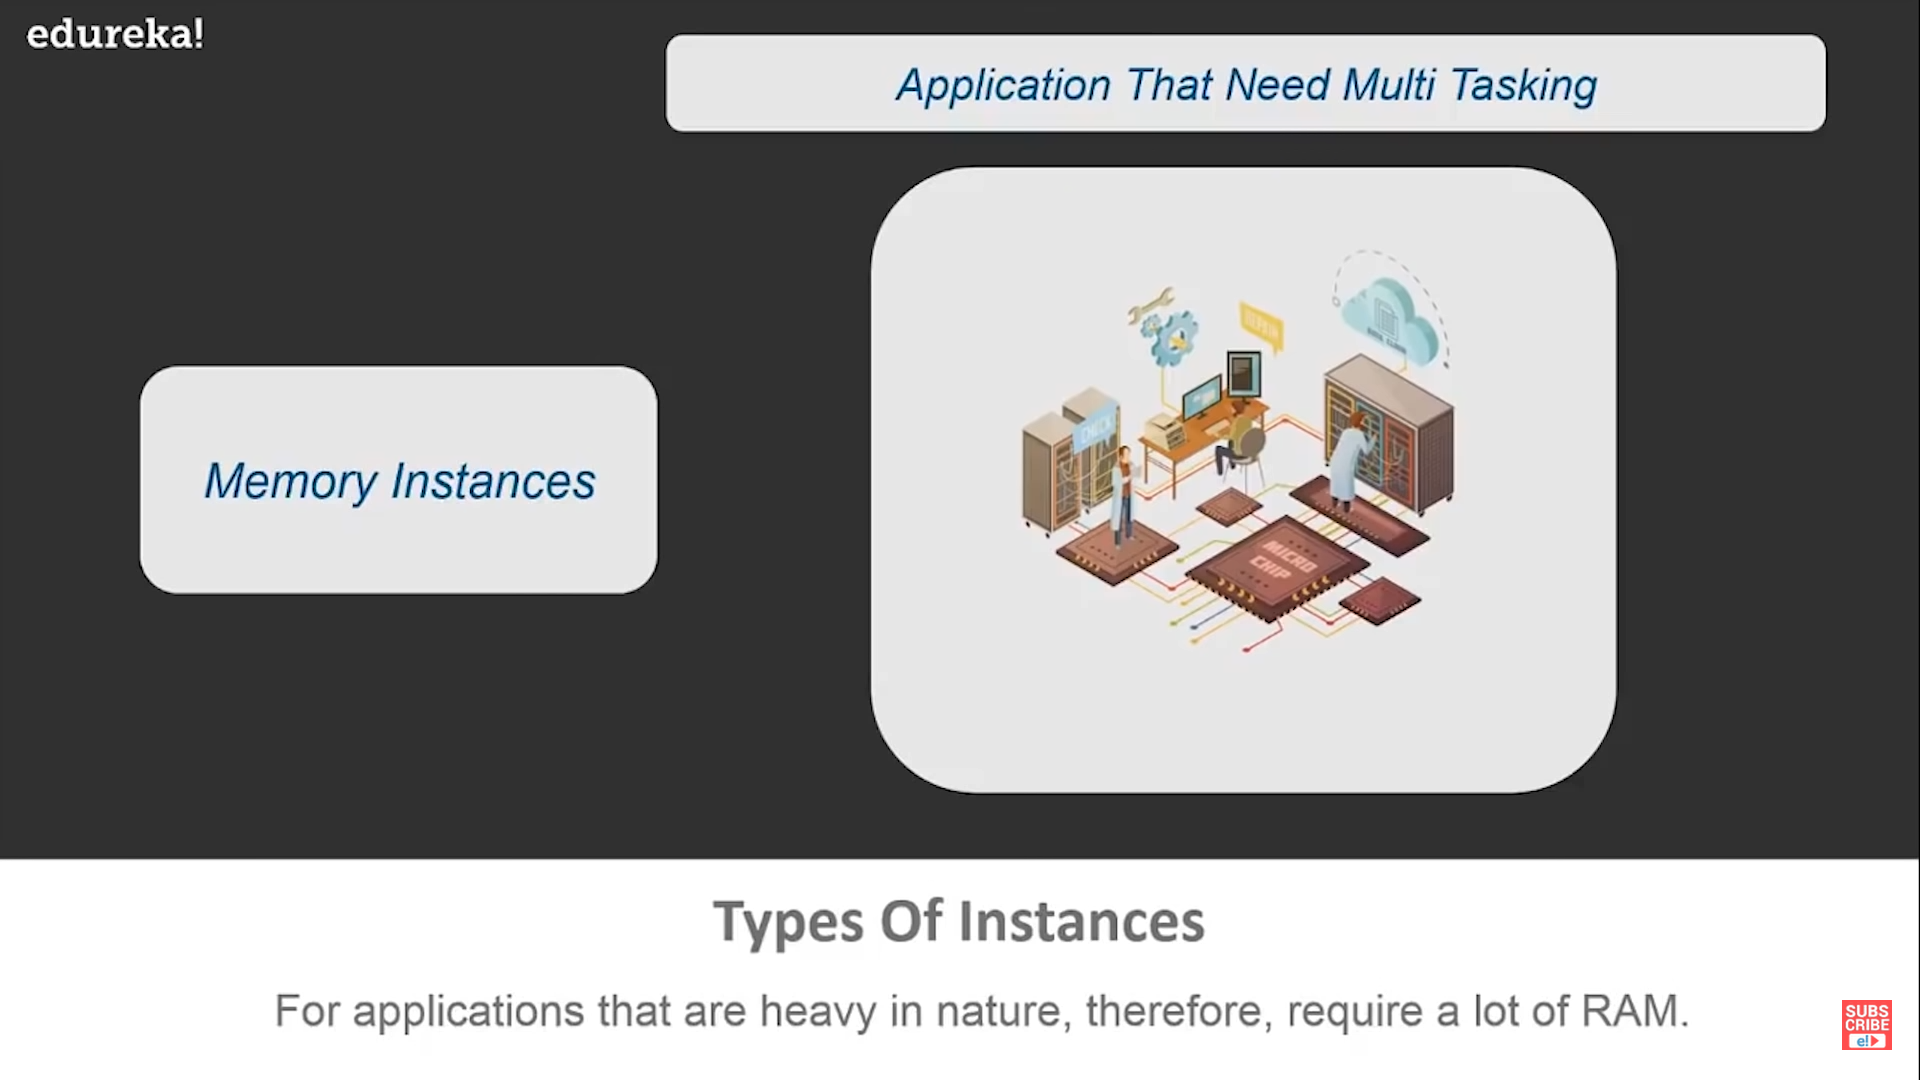 edureka!
Application That Need Multi Tasking
Memory Instances
CHECK
MICRO
CHIP
Types Of Instances
For applications that are heavy in nature, therefore, require a lot of RAM.
SUBS
CRIBE
e!